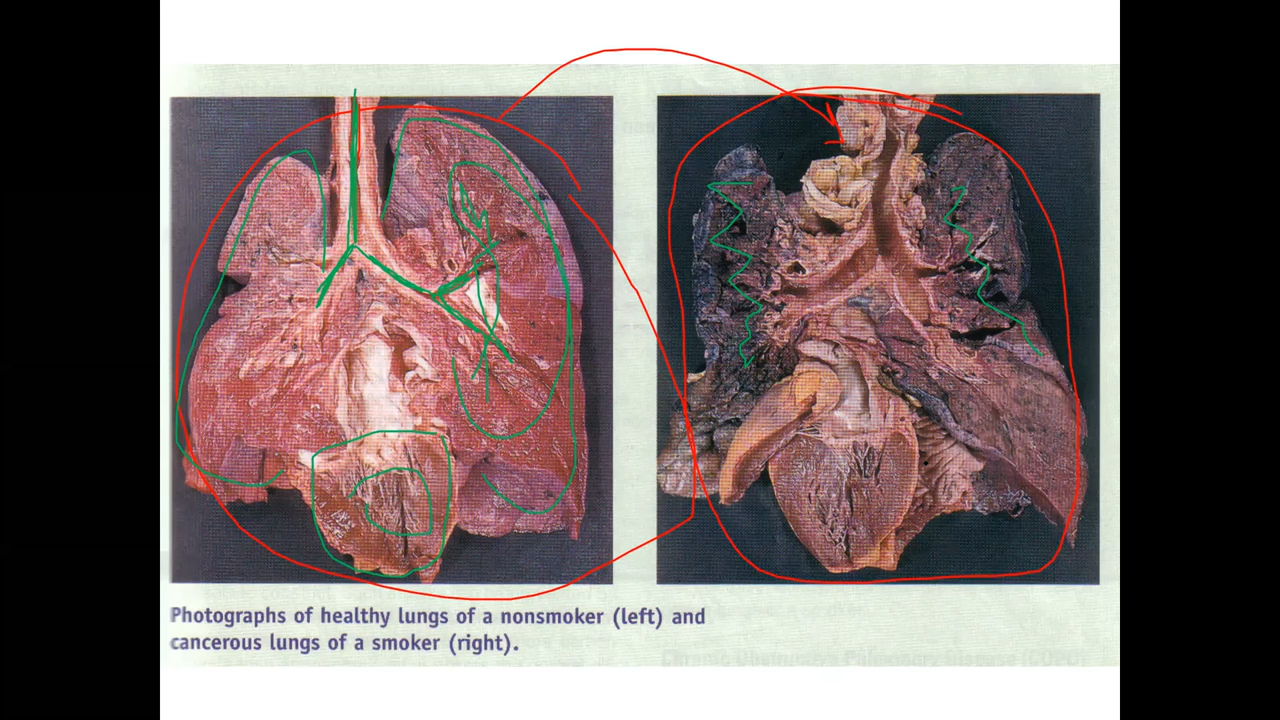 Photographs of healthy lungs of a nonsmoker (left) and
cancerous lungs of a smoker (right).